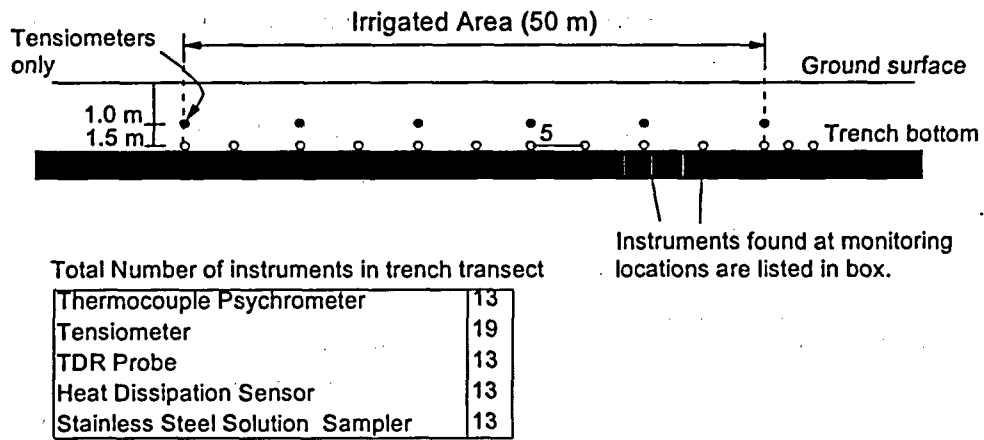 Irrigated Area (50 m)
Tensiometers
only
Ground surface
1.0 m
1.5 m
5
Trench bottom
Instruments found at monitoring
locations are listed in box.
Total Number of instruments in trench transect
Thermocouple Psychrometer 13
Tensiometer 19
TDR Probe 13
Heat Dissipation Sensor 13
Stainless Steel Solution Sampler 13